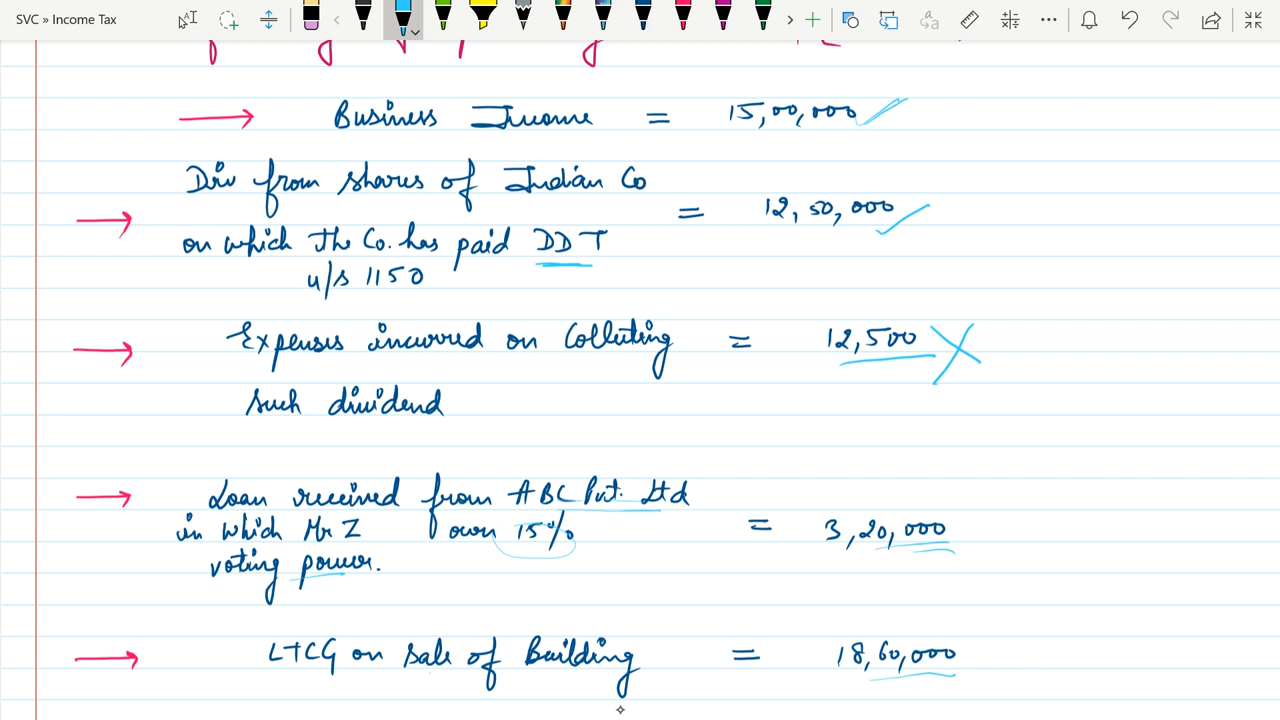 SVC » Income Tax
→ Business Income = 15,00,000
Div from shares of Indian Co
→ = 12,50,000
on which the Co. has paid DDT
u/s 115O
→ Expenses incurred on Collecting = 12,500
such dividend
→ Loan received from ABC Pvt. Ltd
in which Mr Z own 15% = 3,20,000
voting power.
→ LTCG on sale of Building = 18,60,000